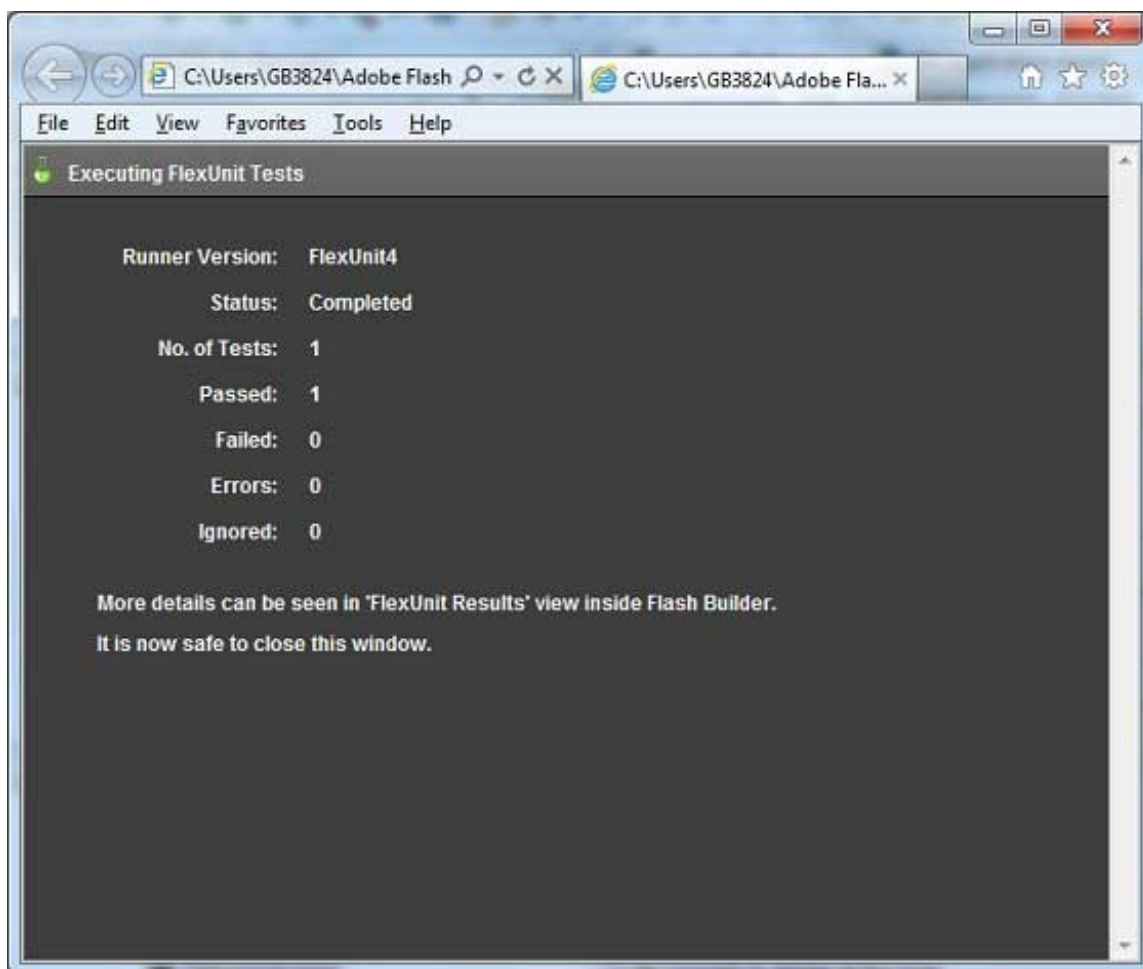 C:\Users\GB3824\Adobe Flash
C:\Users\GB3824\Adobe Fla...
File Edit View Favorites Tools Help
Executing FlexUnit Tests
Runner Version: FlexUnit4
Status: Completed
No. of Tests: 1
Passed: 1
Failed: 0
Errors: 0
Ignored: 0
More details can be seen in 'FlexUnit Results' view inside Flash Builder.
It is now safe to close this window.